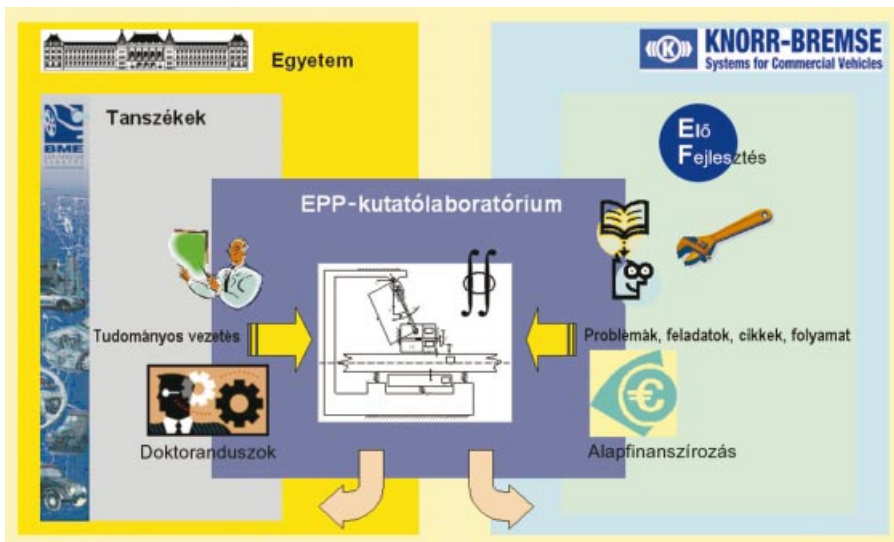 Egyetem
KNORR-BREMSE
Systems for Commercial Vehicles
Tanszékek
BME
Elő
Fejlesztés
EPP-kutatólaboratórium
Tudományos vezetés
Problémák, feladatok, cikkek, folyamat
Doktoranduszok
Alapfinanszírozás